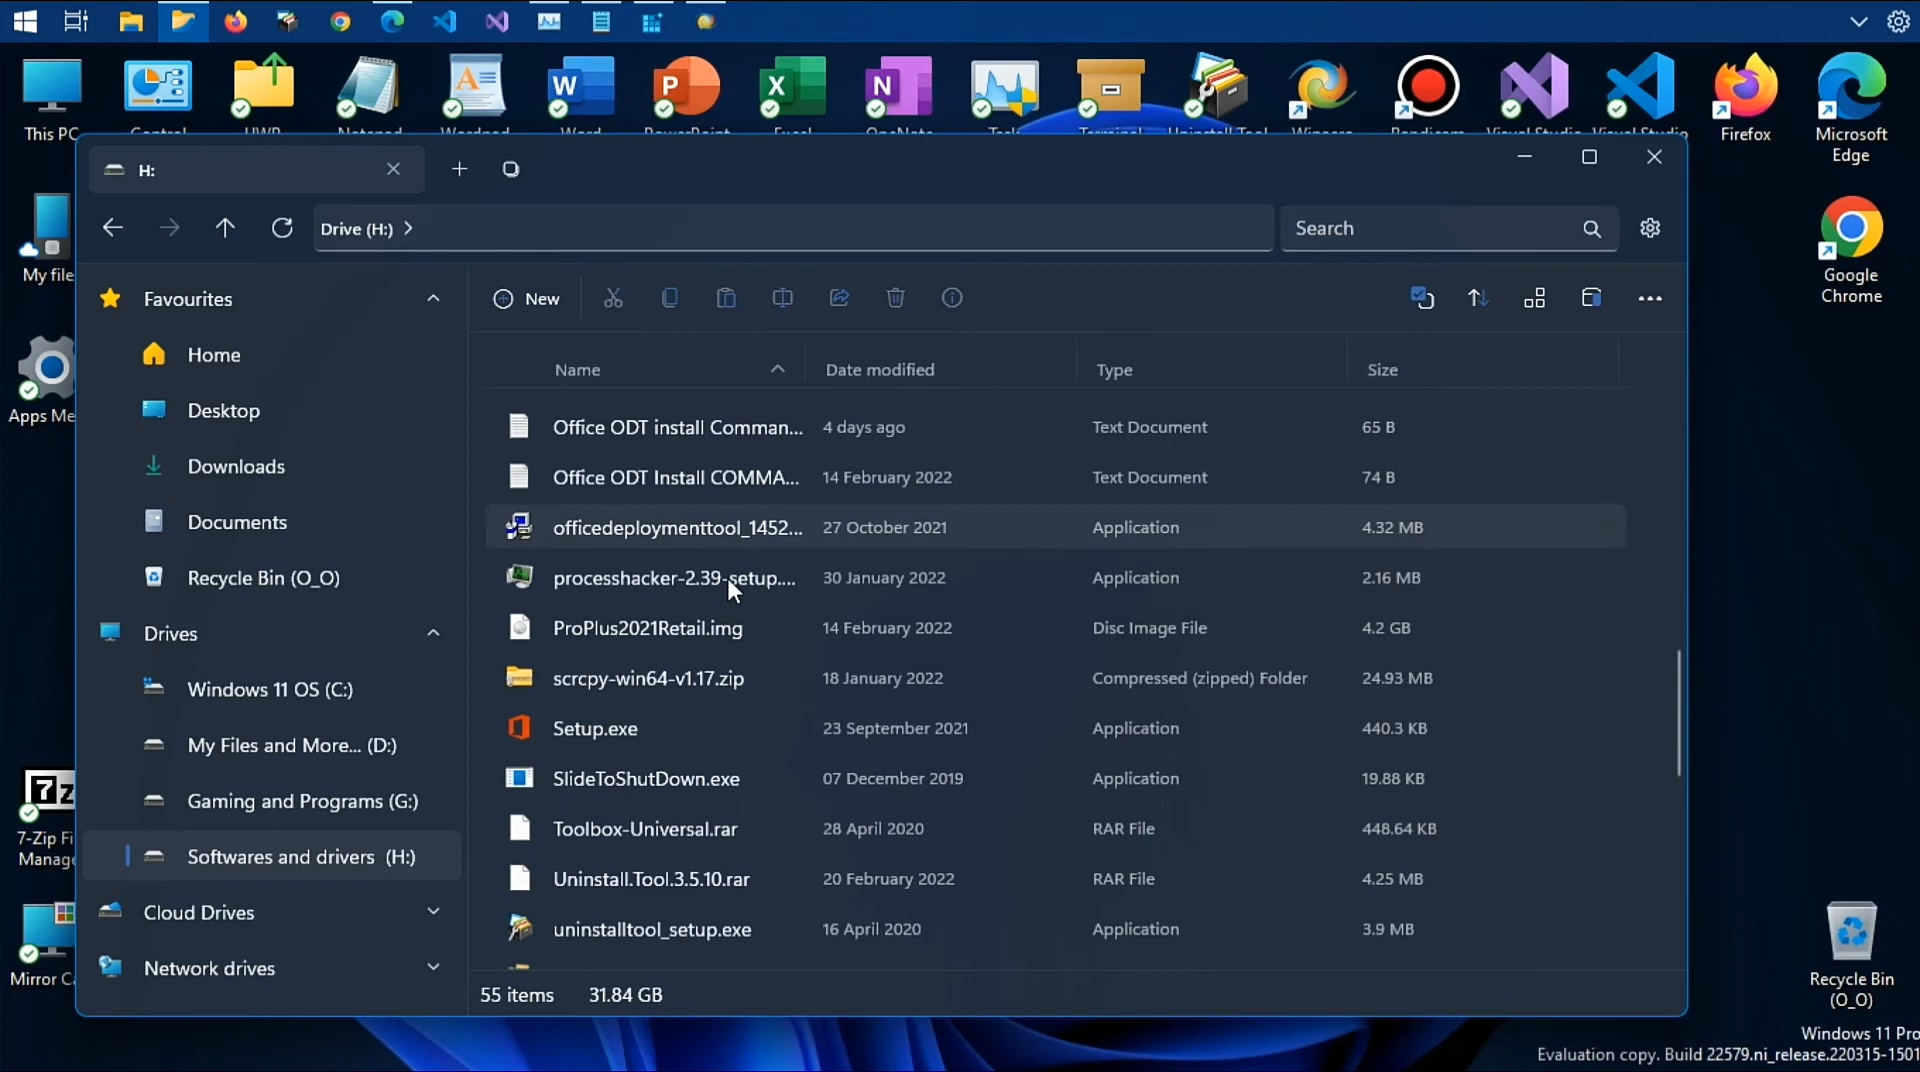 This PC
Firefox
Microsoft
Edge
H:
Drive (H:)
Search
My file
Google
Chrome
Favourites
New
Home
Name
Date modified
Type
Size
Desktop
Apps Me
Office ODT install Comman... 4 days ago Text Document 65 B
Downloads
Office ODT Install COMMA... 14 February 2022 Text Document 74 B
Documents
officedeploymenttool_1452... 27 October 2021 Application 4.32 MB
Recycle Bin (O_O)
processhacker-2.39-setup.... 30 January 2022 Application 2.16 MB
Drives
ProPlus2021Retail.img 14 February 2022 Disc Image File 4.2 GB
Windows 11 OS (C:)
scrcpy-win64-v1.17.zip 18 January 2022 Compressed (zipped) Folder 24.93 MB
My Files and More... (D:)
Setup.exe 23 September 2021 Application 440.3 KB
Gaming and Programs (G:)
SlideToShutDown.exe 07 December 2019 Application 19.88 KB
7z
7-Zip Fi
Manage
Softwares and drivers (H:)
Toolbox-Universal.rar 28 April 2020 RAR File 448.64 KB
Cloud Drives
Uninstall.Tool.3.5.10.rar 20 February 2022 RAR File 4.25 MB
Network drives
uninstalltool_setup.exe 16 April 2020 Application 3.9 MB
Mirror Ca
Recycle Bin
(O_O)
55 items 31.84 GB
Windows 11 Pro
Evaluation copy. Build 22579.ni_release.220315-1501